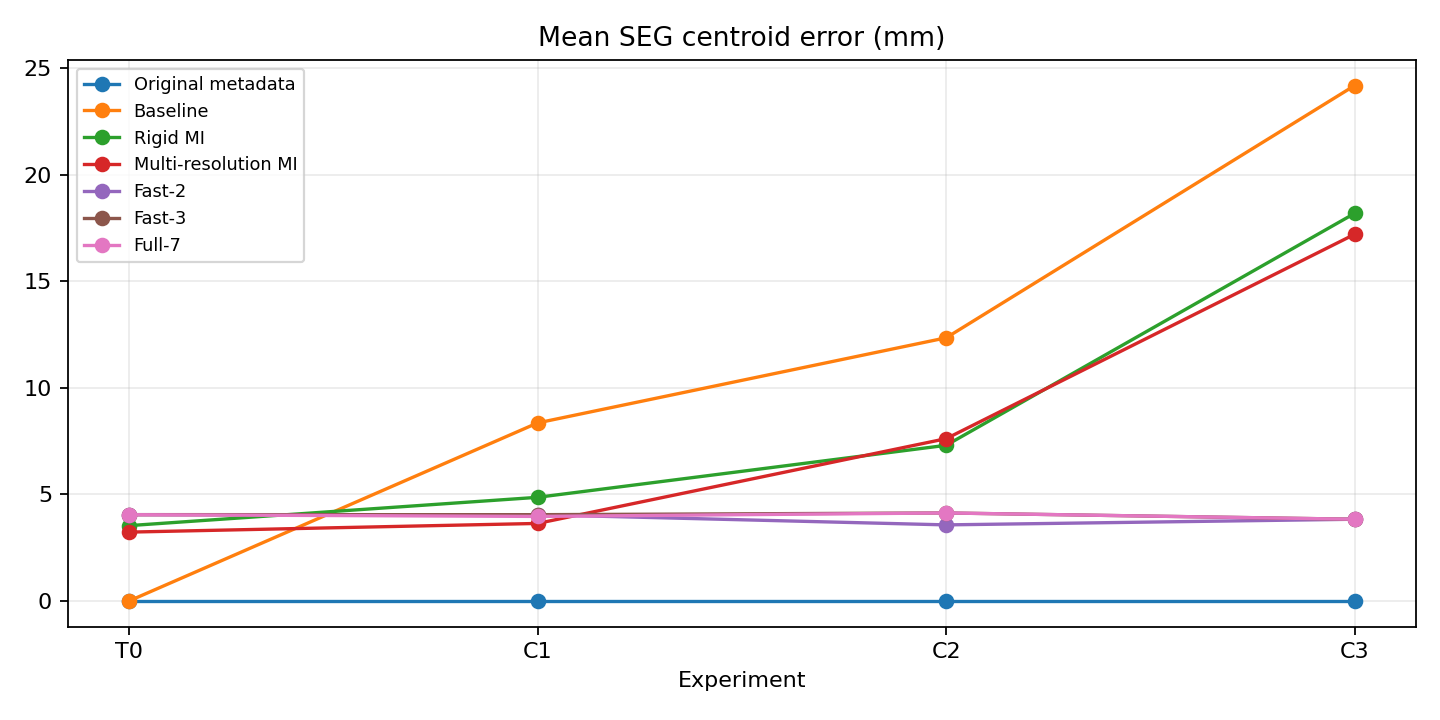 Mean SEG centroid error (mm)
25
20
15
10
5
0
Original metadata
Baseline
Rigid MI
Multi-resolution MI
Fast-2
Fast-3
Full-7
T0
C1
C2
C3
Experiment